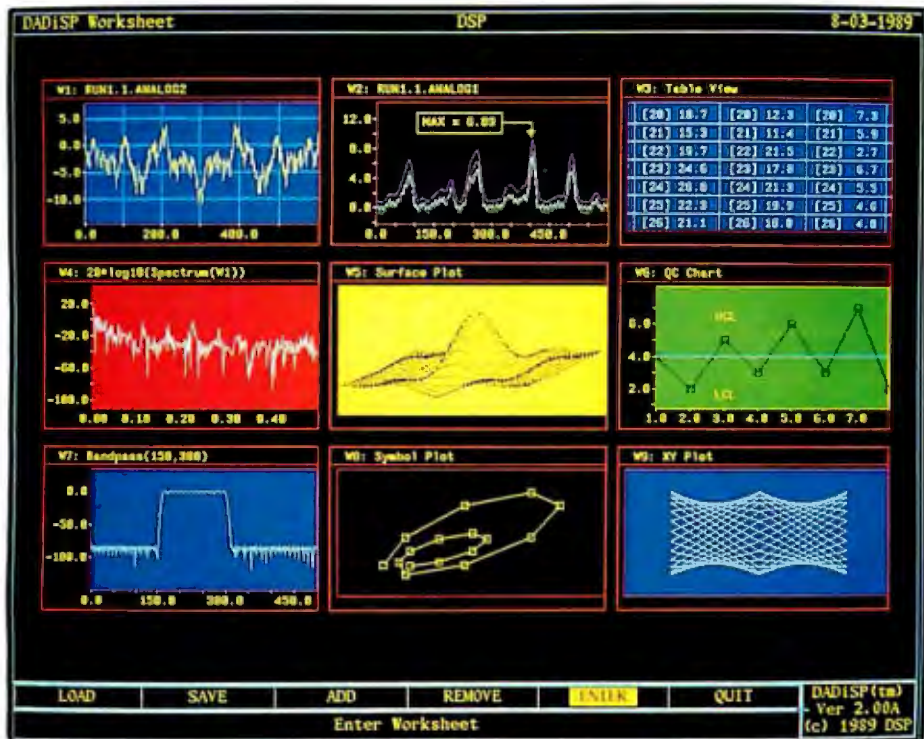 DADiSP Worksheet DSP 8-03-1989
W1: RUN1.1.ANALOG2
5.0
0.0
-5.0
-10.0
0.0 200.0 400.0
W2: RUN1.1.ANALOG1
MAX = 8.83
12.0
8.0
4.0
0.0
0.0 150.0 300.0 450.0
W3: Table View
[20] 18.7 [20] 12.3 [20] 7.3
[21] 15.3 [21] 11.4 [21] 5.9
[22] 19.7 [22] 21.5 [22] 2.7
[23] 24.6 [23] 17.8 [23] 6.7
[24] 20.8 [24] 21.3 [24] 5.5
[25] 22.3 [25] 19.9 [25] 4.6
[26] 21.1 [26] 18.0 [26] 4.8
W4: 20*log10(Spectrum(W1))
20.0
-20.0
-60.0
-100.0
0.00 0.10 0.20 0.30 0.40
W5: Surface Plot
W6: QC Chart
UCL
LCL
6.0
4.0
2.0
1.0 2.0 3.0 4.0 5.0 6.0 7.0
W7: Bandpass(150,300)
0.0
-50.0
-100.0
0.0 150.0 300.0 450.0
W8: Symbol Plot
W9: XY Plot
LOAD SAVE ADD REMOVE ENTER QUIT
Enter Worksheet
DADiSP(tm)
- Ver 2.00A
(c) 1989 DSP